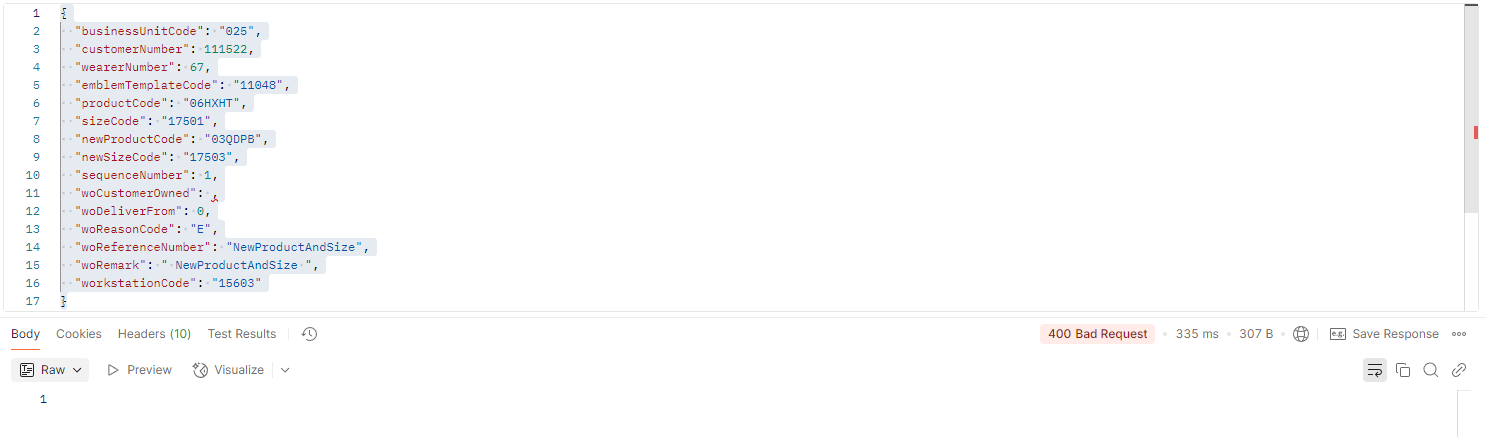 1 {
2 "businessUnitCode": "025",
3 "customerNumber": 111522,
4 "wearerNumber": 67,
5 "emblemTemplateCode": "11048",
6 "productCode": "06HXHT",
7 "sizeCode": "17501",
8 "newProductCode": "03QDPB",
9 "newSizeCode": "17503",
10 "sequenceNumber": 1,
11 "woCustomerOwned": ,
12 "woDeliverFrom": 0,
13 "woReasonCode": "E",
14 "woReferenceNumber": "NewProductAndSize",
15 "woRemark": " NewProductAndSize ",
16 "workstationCode": "15603"
17 }
Body Cookies Headers (10) Test Results 400 Bad Request • 335 ms • 307 B • e.g. Save Response
Raw Preview Visualize
1